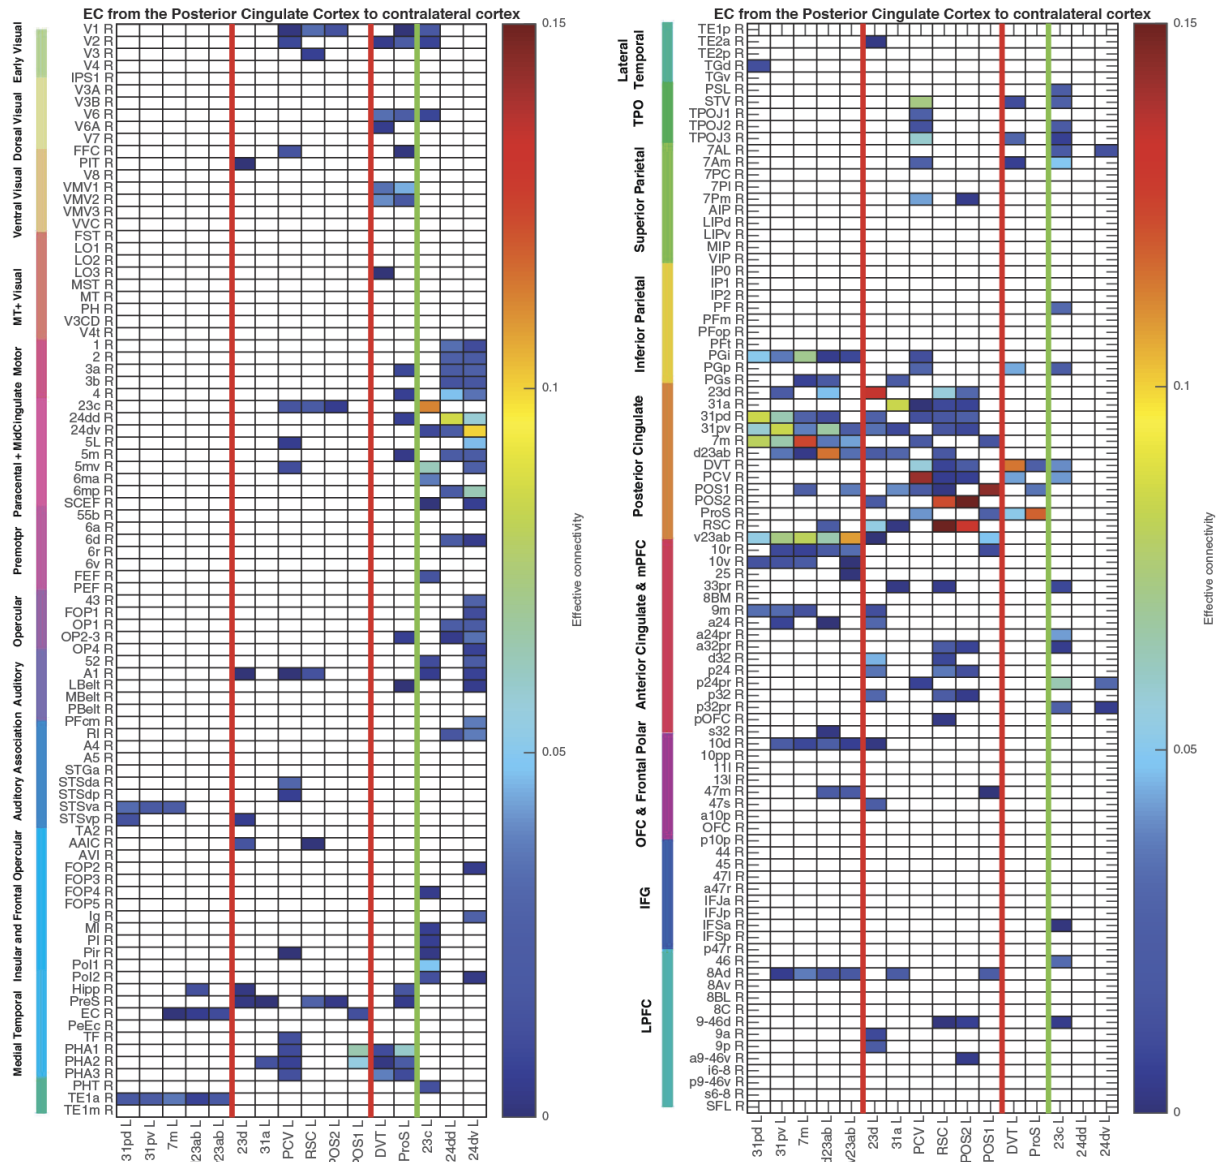 EC from the Posterior Cingulate Cortex to contralateral cortex
V1 R
V2 R
V3 R
V4 R
IPS1 R
V3A R
V3B R
V6 R
V6A R
V7 R
FFC R
PIT R
V8 R
VMV1 R
VMV2 R
VMV3 R
VVC R
FST R
LO1 R
LO2 R
LO3 R
MST R
MT R
PH R
V3CD R
V4t R
1 R
2 R
3a R
3b R
4 R
23c R
24dd R
24dv R
5L R
5m R
5mv R
6ma R
6mp R
SCEF R
55b R
6a R
6d R
6r R
6v R
FEF R
PEF R
43 R
FOP1 R
OP1 R
OP2-3 R
OP4 R
52 R
A1 R
LBelt R
MBelt R
PBelt R
PFcm R
RI R
A4 R
A5 R
STGa R
STSda R
STSdp R
STSva R
STSvp R
TA2 R
AAIC R
AVI R
FOP2 R
FOP3 R
FOP4 R
FOP5 R
Ig R
MI R
PI R
Pir R
PoI1 R
PoI2 R
Hipp R
PreS R
EC R
PeEc R
TF R
PHA1 R
PHA2 R
PHA3 R
PHT R
TE1a R
TE1m R
Early Visual
Dorsal Visual
Ventral Visual
MT+ Visual
Motor
Paracental + MidCingulate
Premotpr
Opercular
Auditory
Auditory Association
Insular and Frontal Opercular
Medial Temporal
31pd L
31pv L
7m L
23ab L
23ab L
23d L
31a L
PCV L
RSC L
POS2 L
POS1 L
DVT L
ProS L
23c L
24dd L
24dv L
0.15
0.1
0.05
0
Effective connectivity
EC from the Posterior Cingulate Cortex to contralateral cortex
TE1p R
TE2a R
TE2p R
TGd R
TGv R
PSL R
STV R
TPOJ1 R
TPOJ2 R
TPOJ3 R
7AL R
7Am R
7PC R
7Pl R
7Pm R
AIP R
LIPd R
LIPv R
MIP R
VIP R
IP0 R
IP1 R
IP2 R
PF R
PFm R
PFop R
PFt R
PGi R
PGp R
PGs R
23d R
31a R
31pd R
31pv R
7m R
d23ab R
DVT R
PCV R
POS1 R
POS2 R
ProS R
RSC R
v23ab R
10r R
10v R
25 R
33pr R
8BM R
9m R
a24 R
a24pr R
a32pr R
d32 R
p24 R
p24pr R
p32 R
p32pr R
pOFC R
s32 R
10d R
10pp R
11l R
13l R
47m R
47s R
a10p R
OFC R
p10p R
44 R
45 R
47l R
a47r R
IFJa R
IFJp R
IFSa R
IFSp R
p47r R
46 R
8Ad R
8Av R
8BL R
8C R
9-46d R
9a R
9p R
a9-46v R
i6-8 R
p9-46v R
s6-8 R
SFL R
Lateral
Temporal
TPO
Superior Parietal
Inferior Parietal
Posterior Cingulate
Anterior Cingulate & mPFC
OFC & Frontal Polar
IFG
LPFC
31pd L
31pv L
7m L
d23ab L
v23ab L
23d L
31a L
PCV L
RSC L
POS2 L
POS1 L
DVT L
ProS L
23c L
24dd L
24dv L
0.15
0.1
0.05
0
Effective connectivity